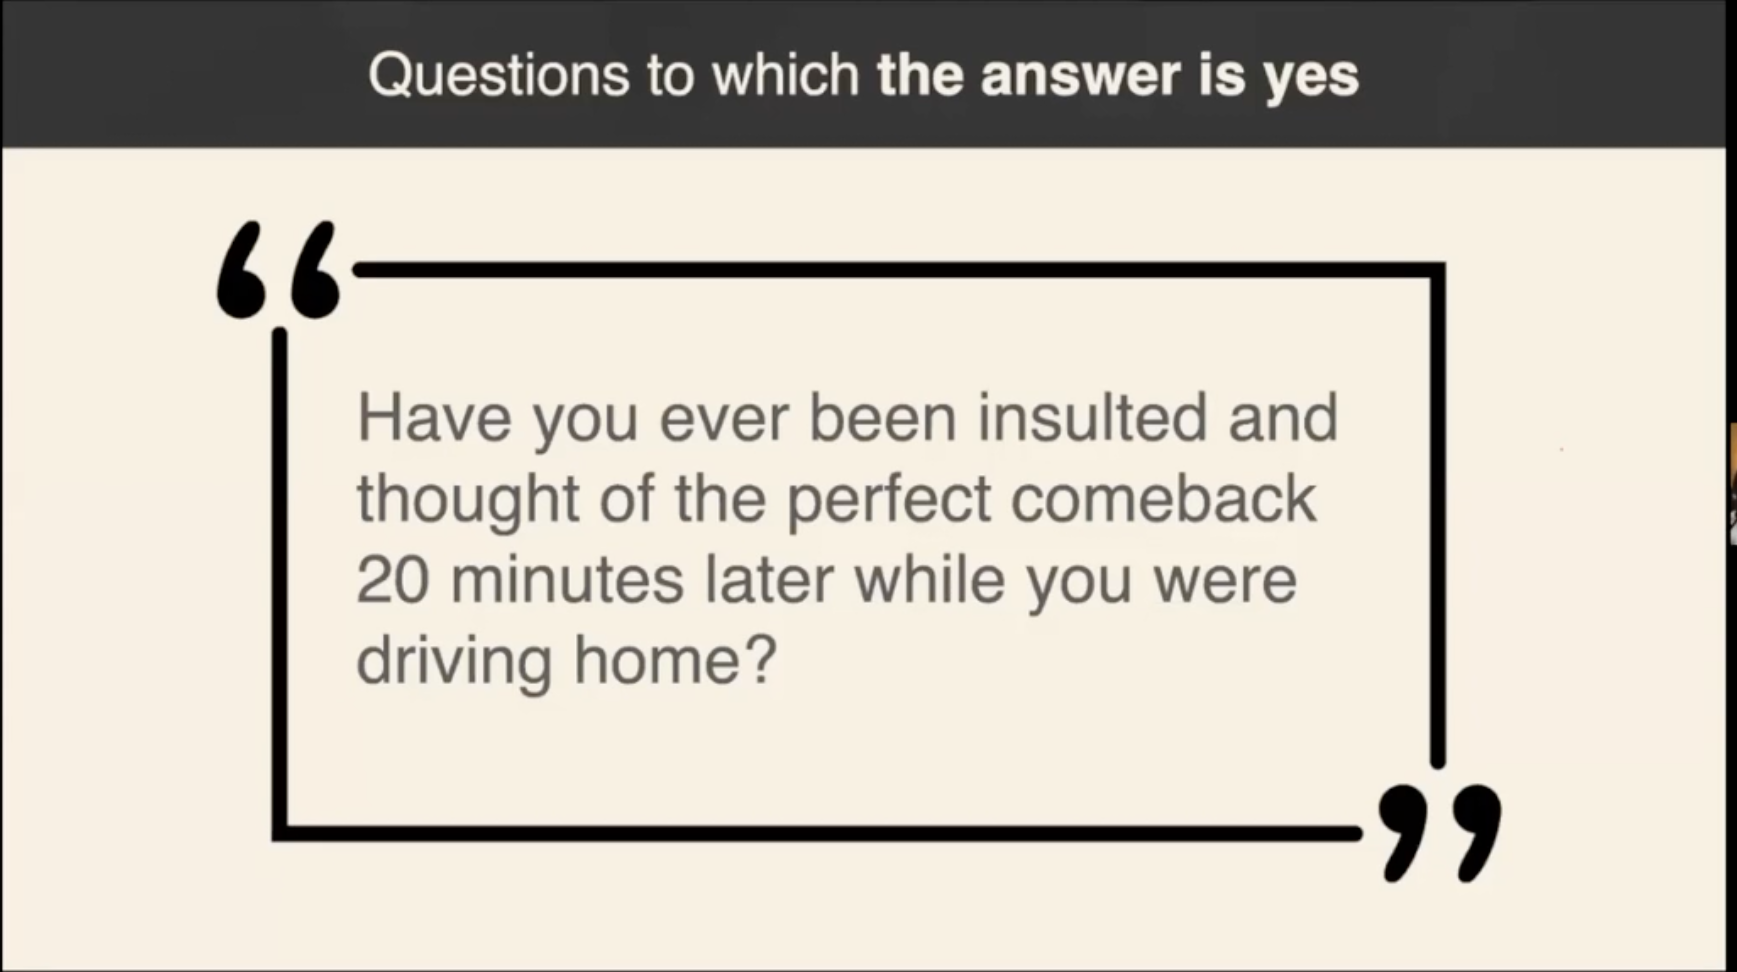 Questions to which the answer is yes
Have you ever been insulted and
thought of the perfect comeback
20 minutes later while you were
driving home?